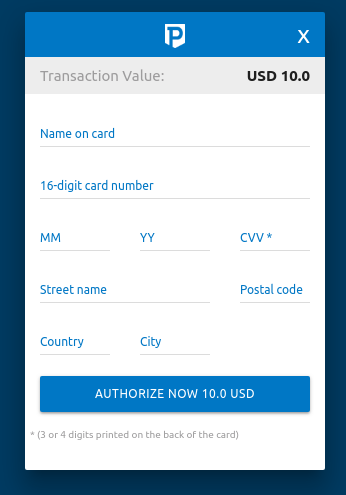 P
X
Transaction Value: USD 10.0
Name on card
16-digit card number
MM YY CVV *
Street name Postal code
Country City
AUTHORIZE NOW 10.0 USD
* (3 or 4 digits printed on the back of the card)